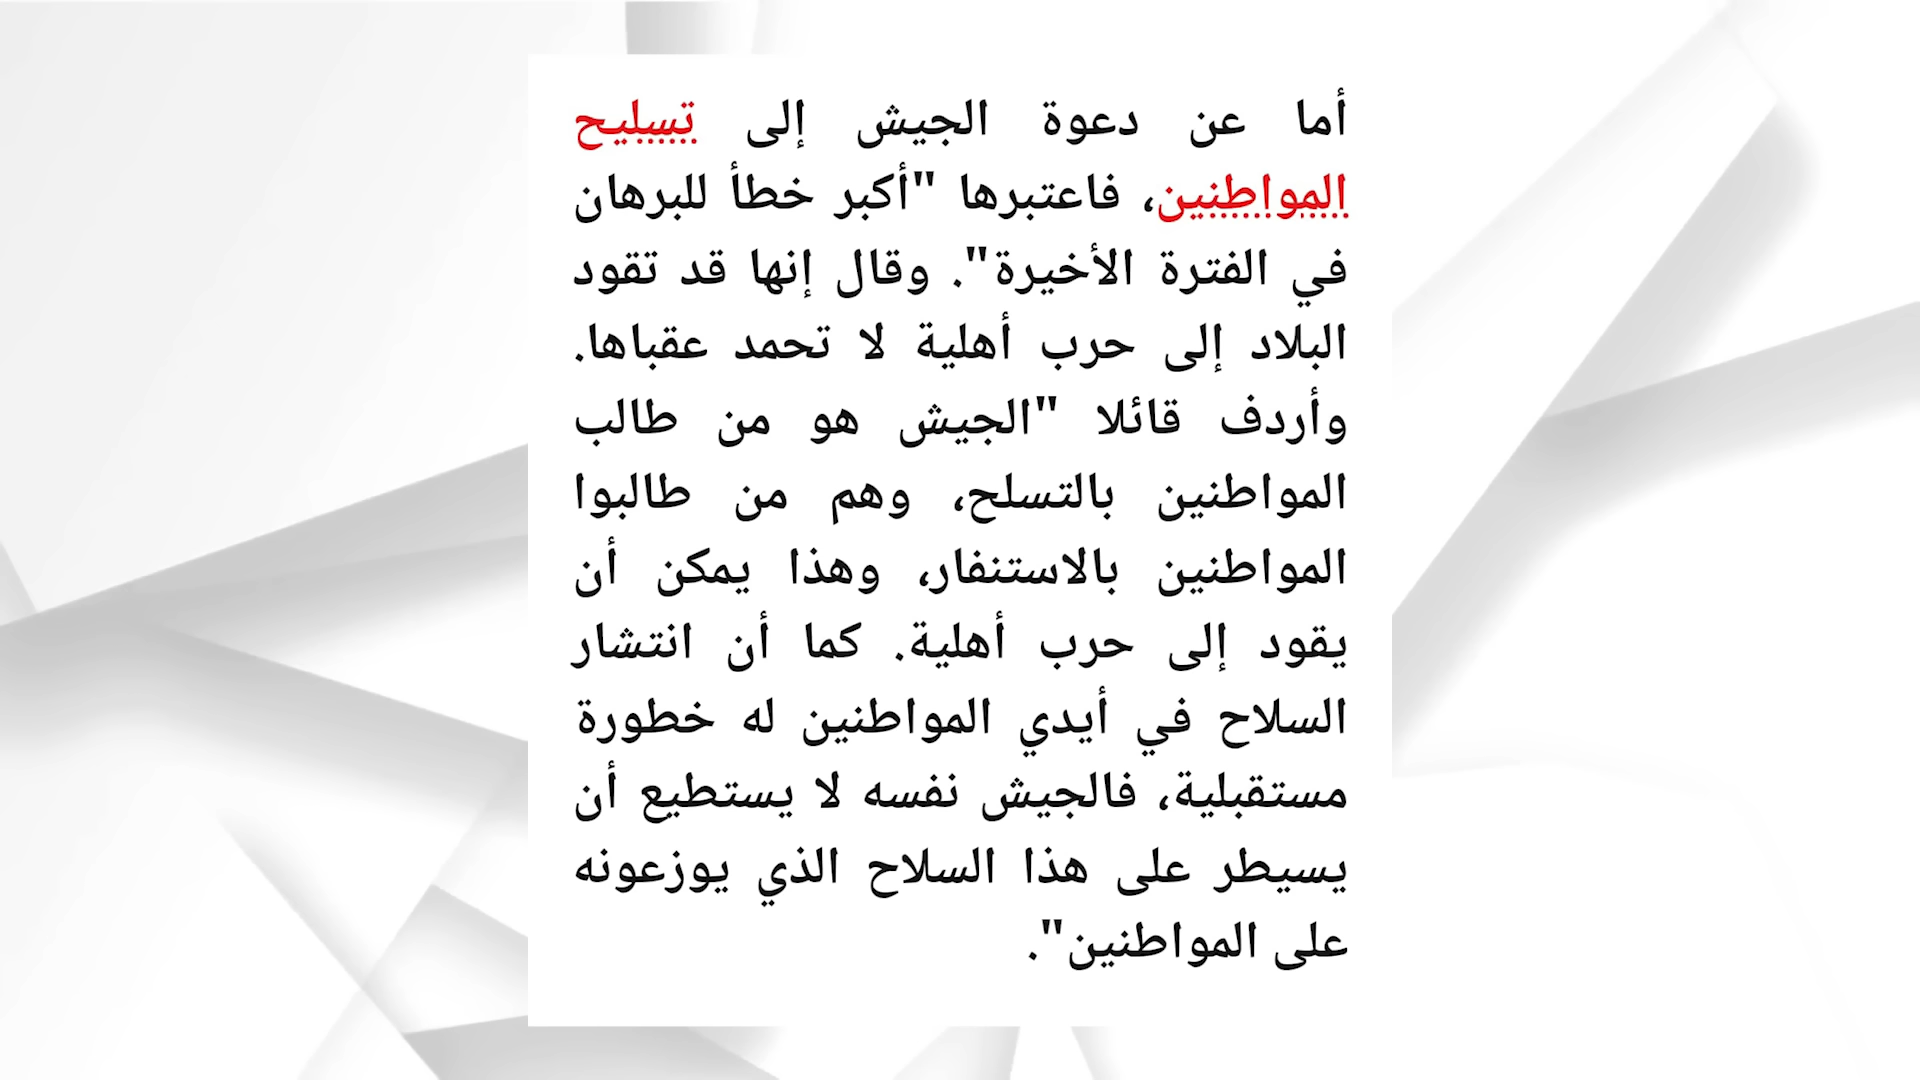 أما عن دعوة الجيش إلى تسليح
المواطنين، فاعتبرها "أكبر خطأ للبرهان
في الفترة الأخيرة". وقال إنها قد تقود
البلاد إلى حرب أهلية لا تحمد عقباها.
وأردف قائلا "الجيش هو من طالب
المواطنين بالتسلح، وهم من طالبوا
المواطنين بالاستنفار، وهذا يمكن أن
يقود إلى حرب أهلية. كما أن انتشار
السلاح في أيدي المواطنين له خطورة
مستقبلية، فالجيش نفسه لا يستطيع أن
يسيطر على هذا السلاح الذي يوزعونه
على المواطنين".